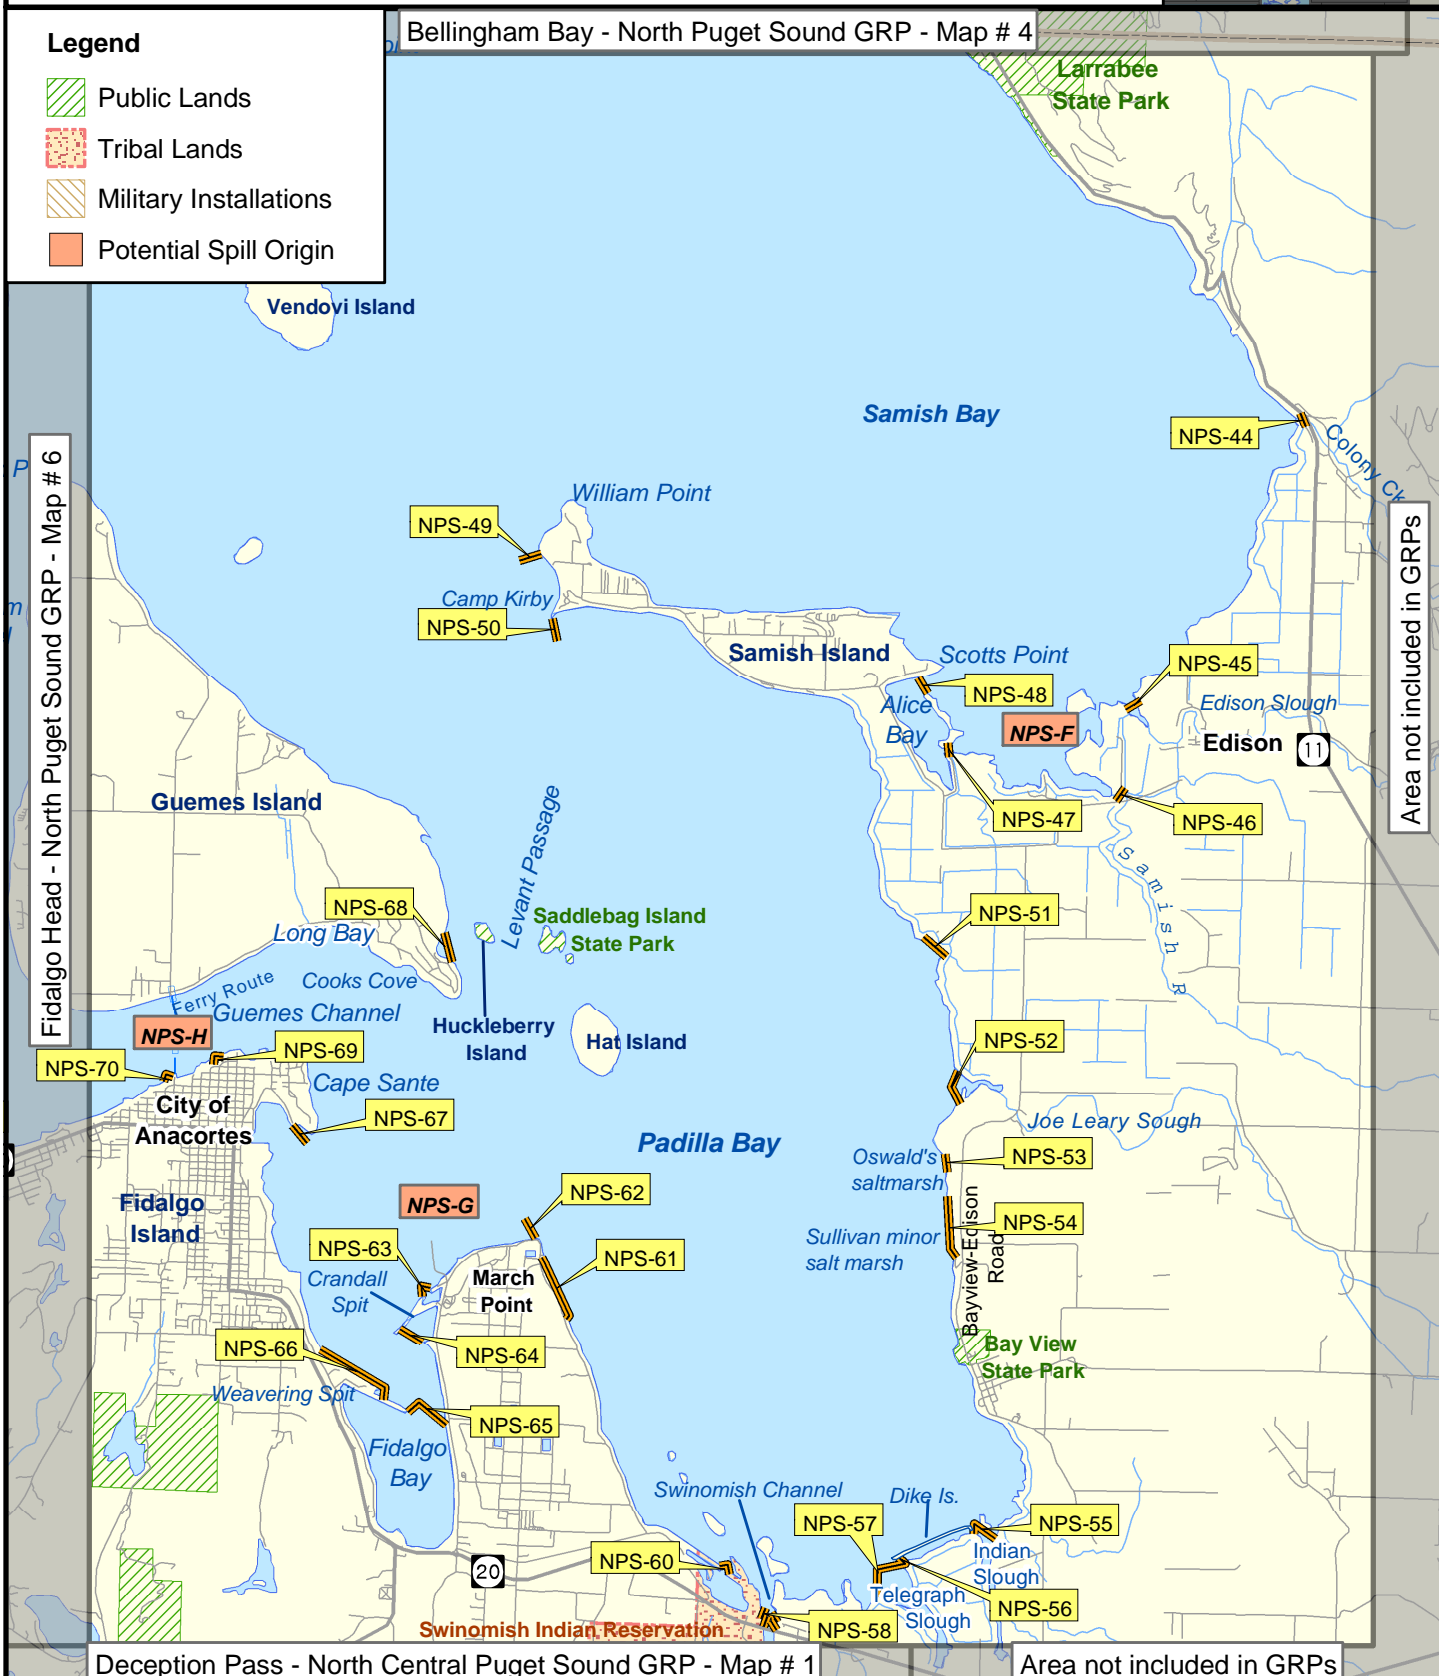 Bellingham Bay - North Puget Sound GRP - Map # 4
Legend
Public Lands
Tribal Lands
Military Installations
Potential Spill Origin
Larrabee
State Park
Vendovi Island
Samish Bay
NPS-44
Colony Ck
Fidalgo Head - North Puget Sound GRP - Map # 6
Area not included in GRPs
William Point
NPS-49
Camp Kirby
NPS-50
Samish Island
Scotts Point
NPS-45
NPS-48
Alice
Bay
NPS-F
Edison Slough
Edison
11
NPS-47
NPS-46
Samish R
Guemes Island
Levant Passage
NPS-68
Long Bay
Saddlebag Island
State Park
NPS-51
Cooks Cove
Ferry Route
Guemes Channel
Huckleberry
Island
Hat Island
NPS-H
NPS-69
NPS-70
NPS-52
Cape Sante
City of
Anacortes
NPS-67
Joe Leary Sough
Padilla Bay
Oswald's
saltmarsh
NPS-53
Fidalgo
Island
NPS-G
NPS-62
NPS-54
Sullivan minor
salt marsh
Bayview-Edison
Road
NPS-63
NPS-61
Crandall
Spit
March
Point
NPS-66
NPS-64
Bay View
State Park
Weavering Spit
NPS-65
Fidalgo
Bay
Swinomish Channel
Dike Is.
NPS-57
NPS-55
Indian
Slough
NPS-60
20
Telegraph
Slough
NPS-56
Swinomish Indian Reservation
NPS-58
Deception Pass - North Central Puget Sound GRP - Map # 1
Area not included in GRPs